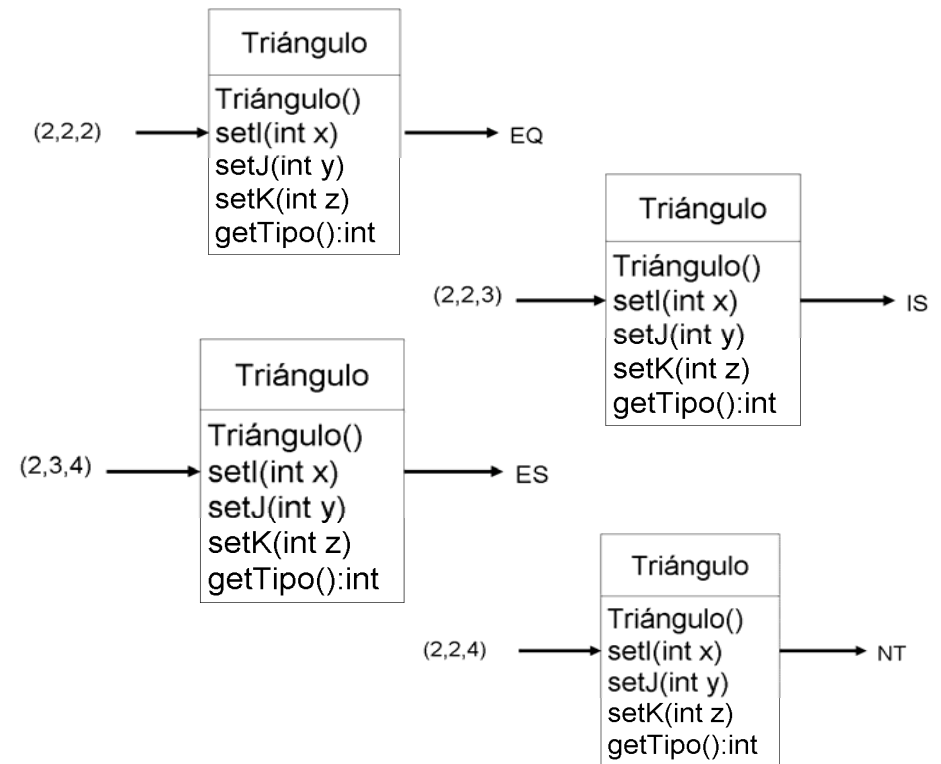 Triángulo
Triángulo()
(2,2,2)
setI(int x)
EQ
setJ(int y)
setK(int z)
getTipo():int
Triángulo
Triángulo()
(2,2,3)
setI(int x)
IS
setJ(int y)
setK(int z)
getTipo():int
Triángulo
Triángulo()
(2,3,4)
setI(int x)
ES
setJ(int y)
setK(int z)
getTipo():int
Triángulo
Triángulo()
(2,2,4)
setI(int x)
NT
setJ(int y)
setK(int z)
getTipo():int